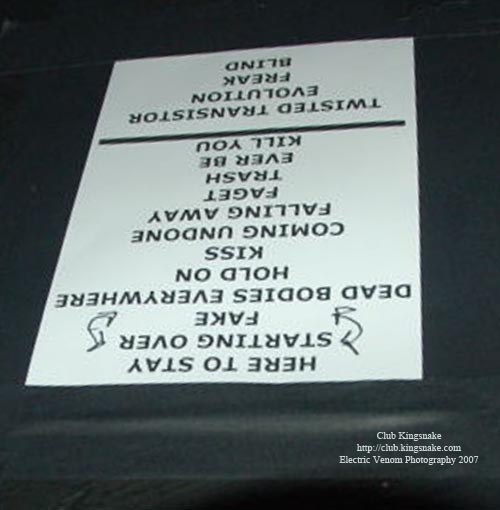 HERE TO STAY
STARTING OVER
FAKE
DEAD BODIES EVERYWHERE
HOLD ON
KISS
COMING UNDONE
FALLING AWAY
FAGET
TRASH
EVER BE
KILL YOU
TWISTED TRANSISTOR
EVOLUTION
FREAK
BLIND
Club Kingsnake
http://club.kingsnake.com
Electric Venom Photography 2007